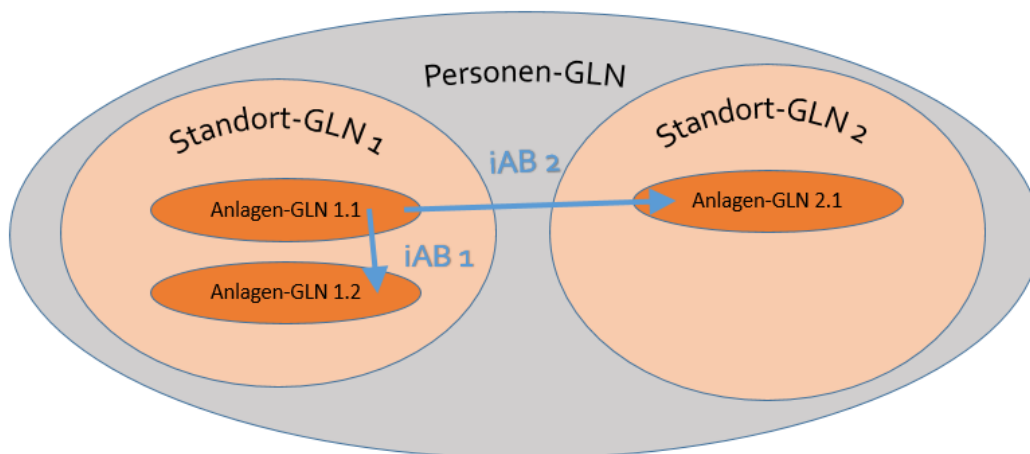 Personen-GLN
Standort-GLN 1
Standort-GLN 2
iAB 2
Anlagen-GLN 1.1
Anlagen-GLN 2.1
iAB 1
Anlagen-GLN 1.2